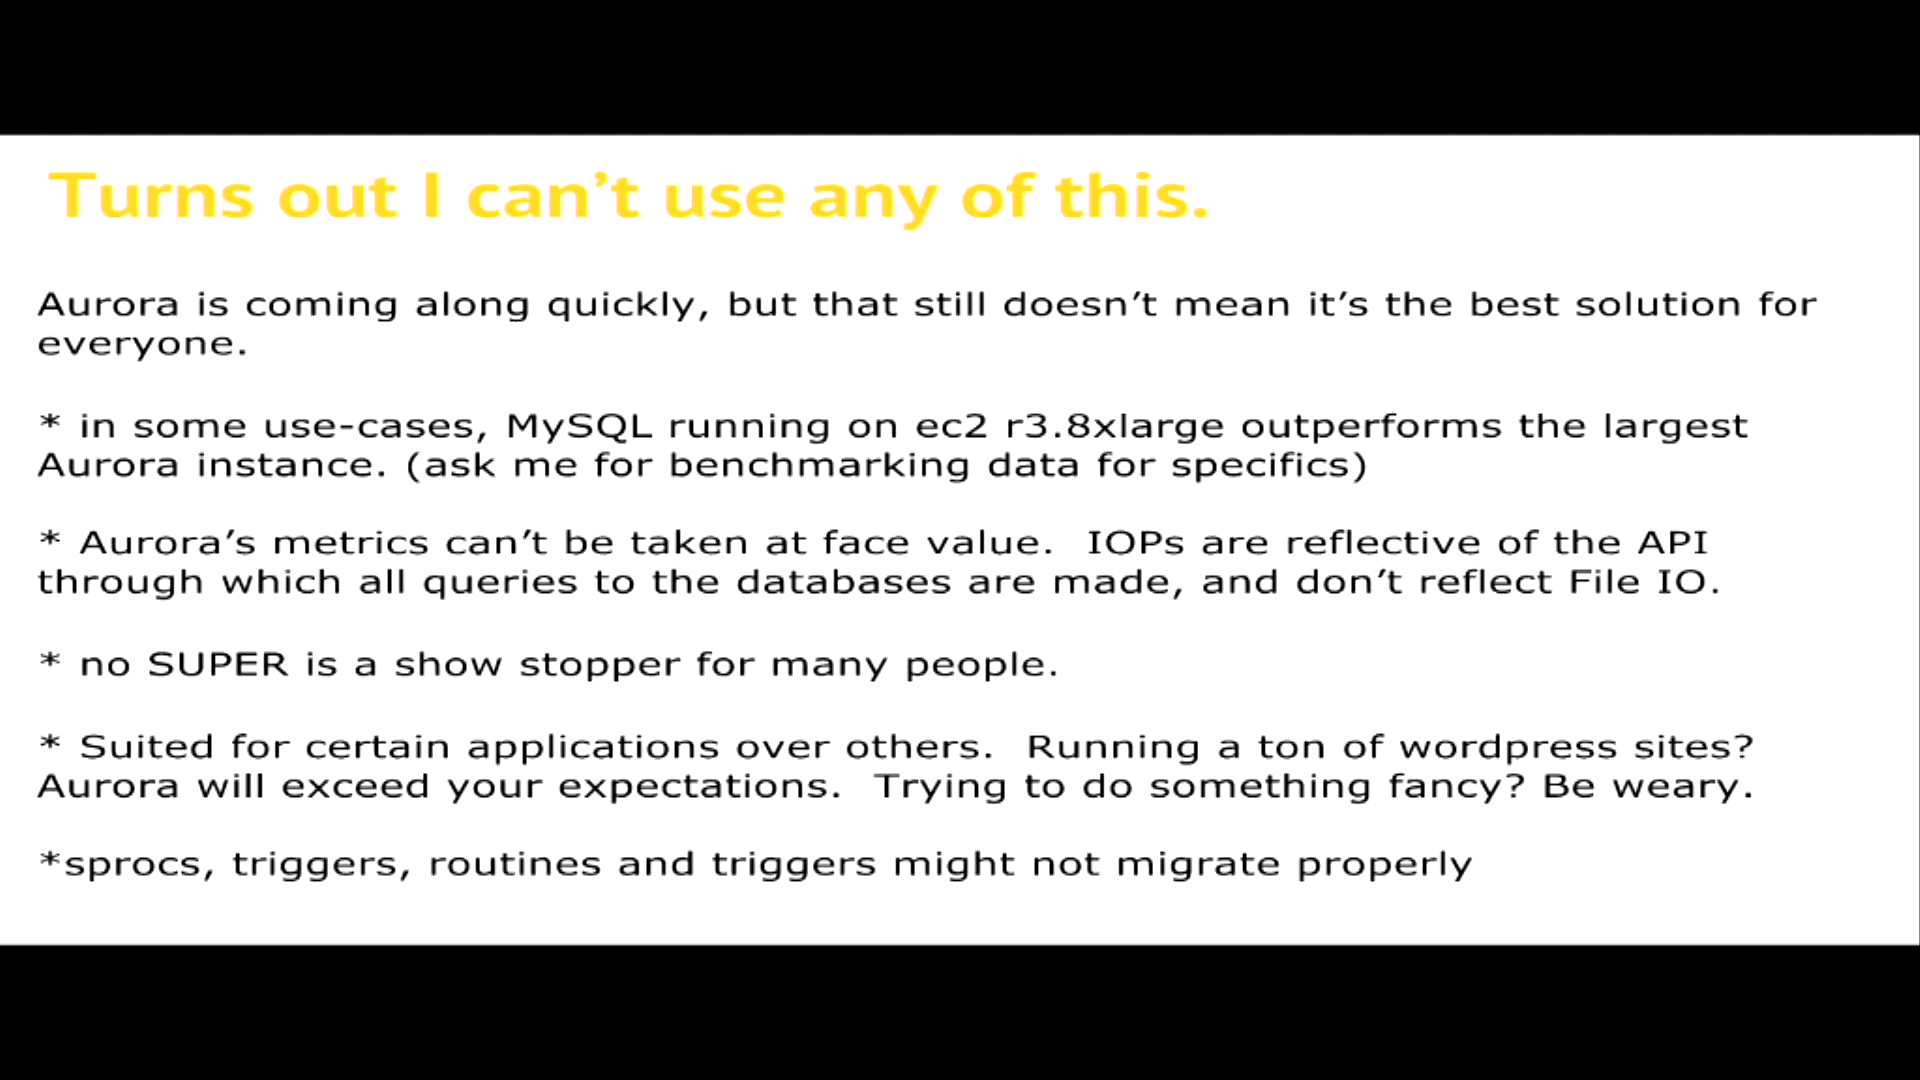 Turns out I can’t use any of this.
Aurora is coming along quickly, but that still doesn’t mean it’s the best solution for
everyone.
* in some use-cases, MySQL running on ec2 r3.8xlarge outperforms the largest
Aurora instance. (ask me for benchmarking data for specifics)
* Aurora’s metrics can’t be taken at face value.  IOPs are reflective of the API
through which all queries to the databases are made, and don’t reflect File IO.
* no SUPER is a show stopper for many people.
* Suited for certain applications over others.  Running a ton of wordpress sites?
Aurora will exceed your expectations.  Trying to do something fancy? Be weary.
*sprocs, triggers, routines and triggers might not migrate properly